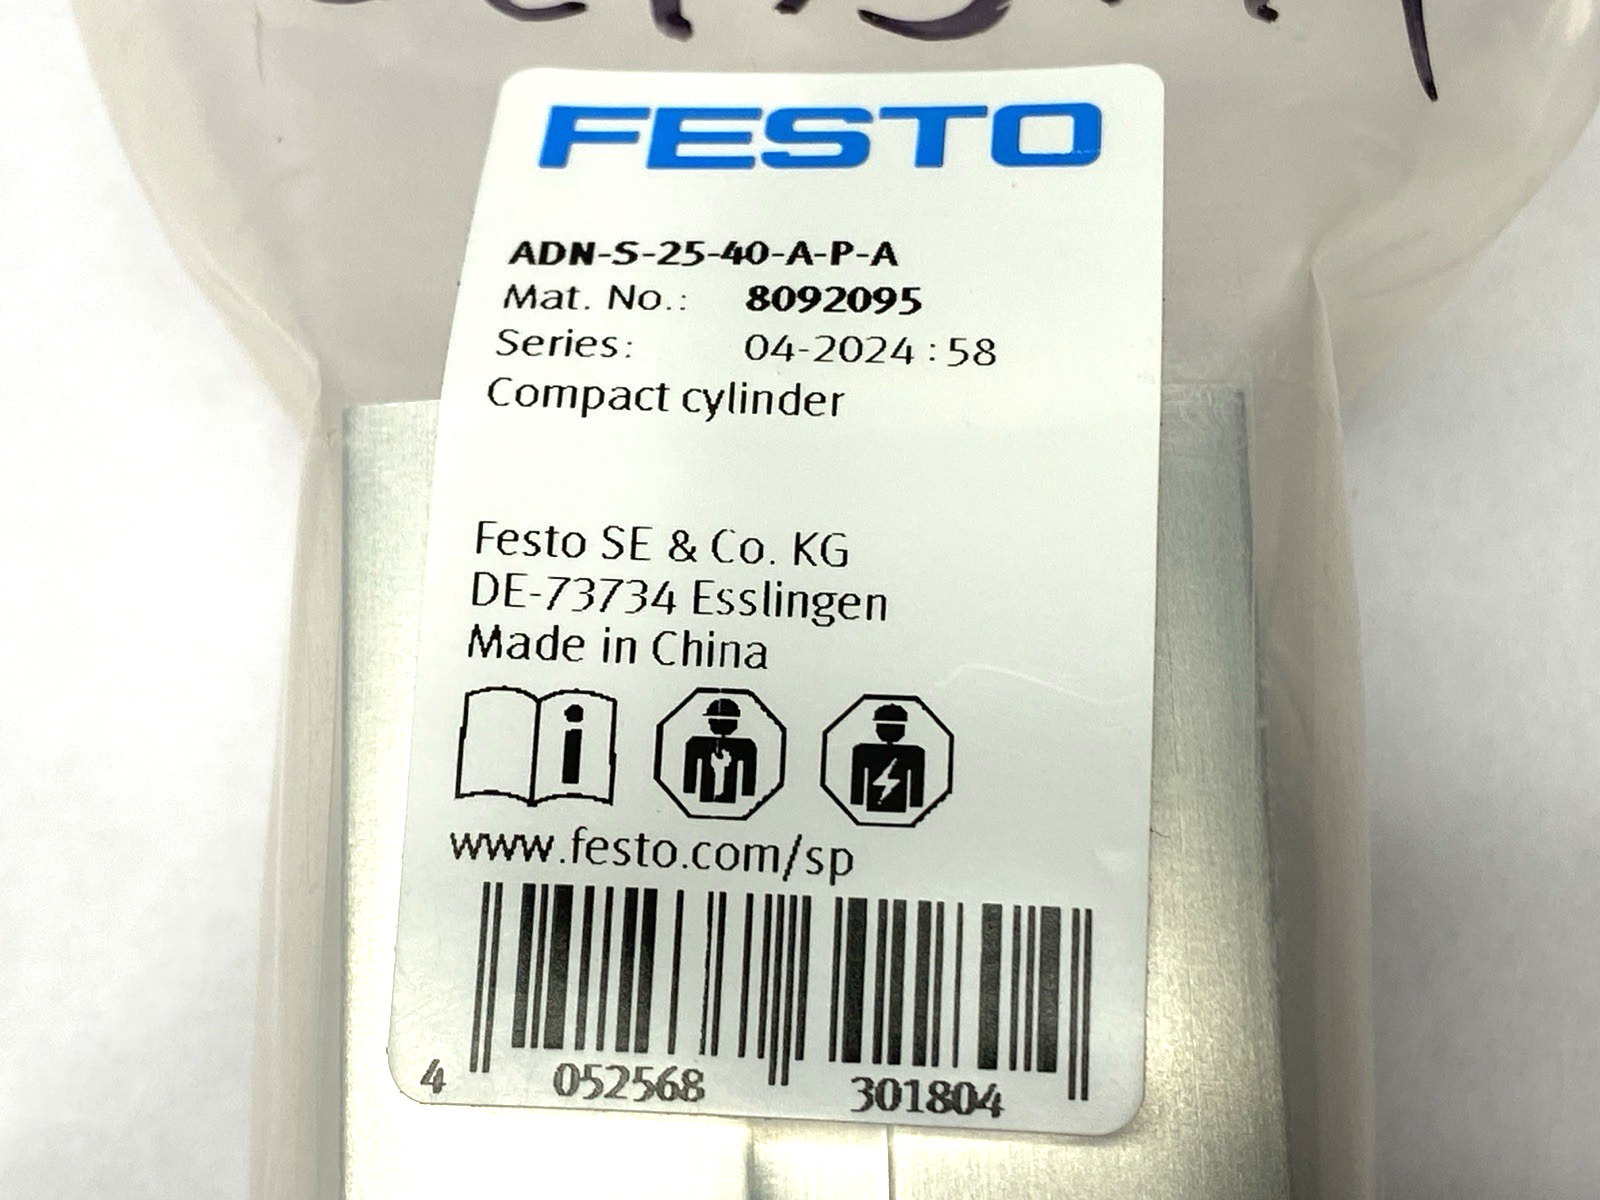 FESTO
ADN-S-25-40-A-P-A
Mat. No.: 8092095
Series: 04-2024 : 58
Compact cylinder
Festo SE & Co. KG
DE-73734 Esslingen
Made in China
www.festo.com/sp
4 052568 301804